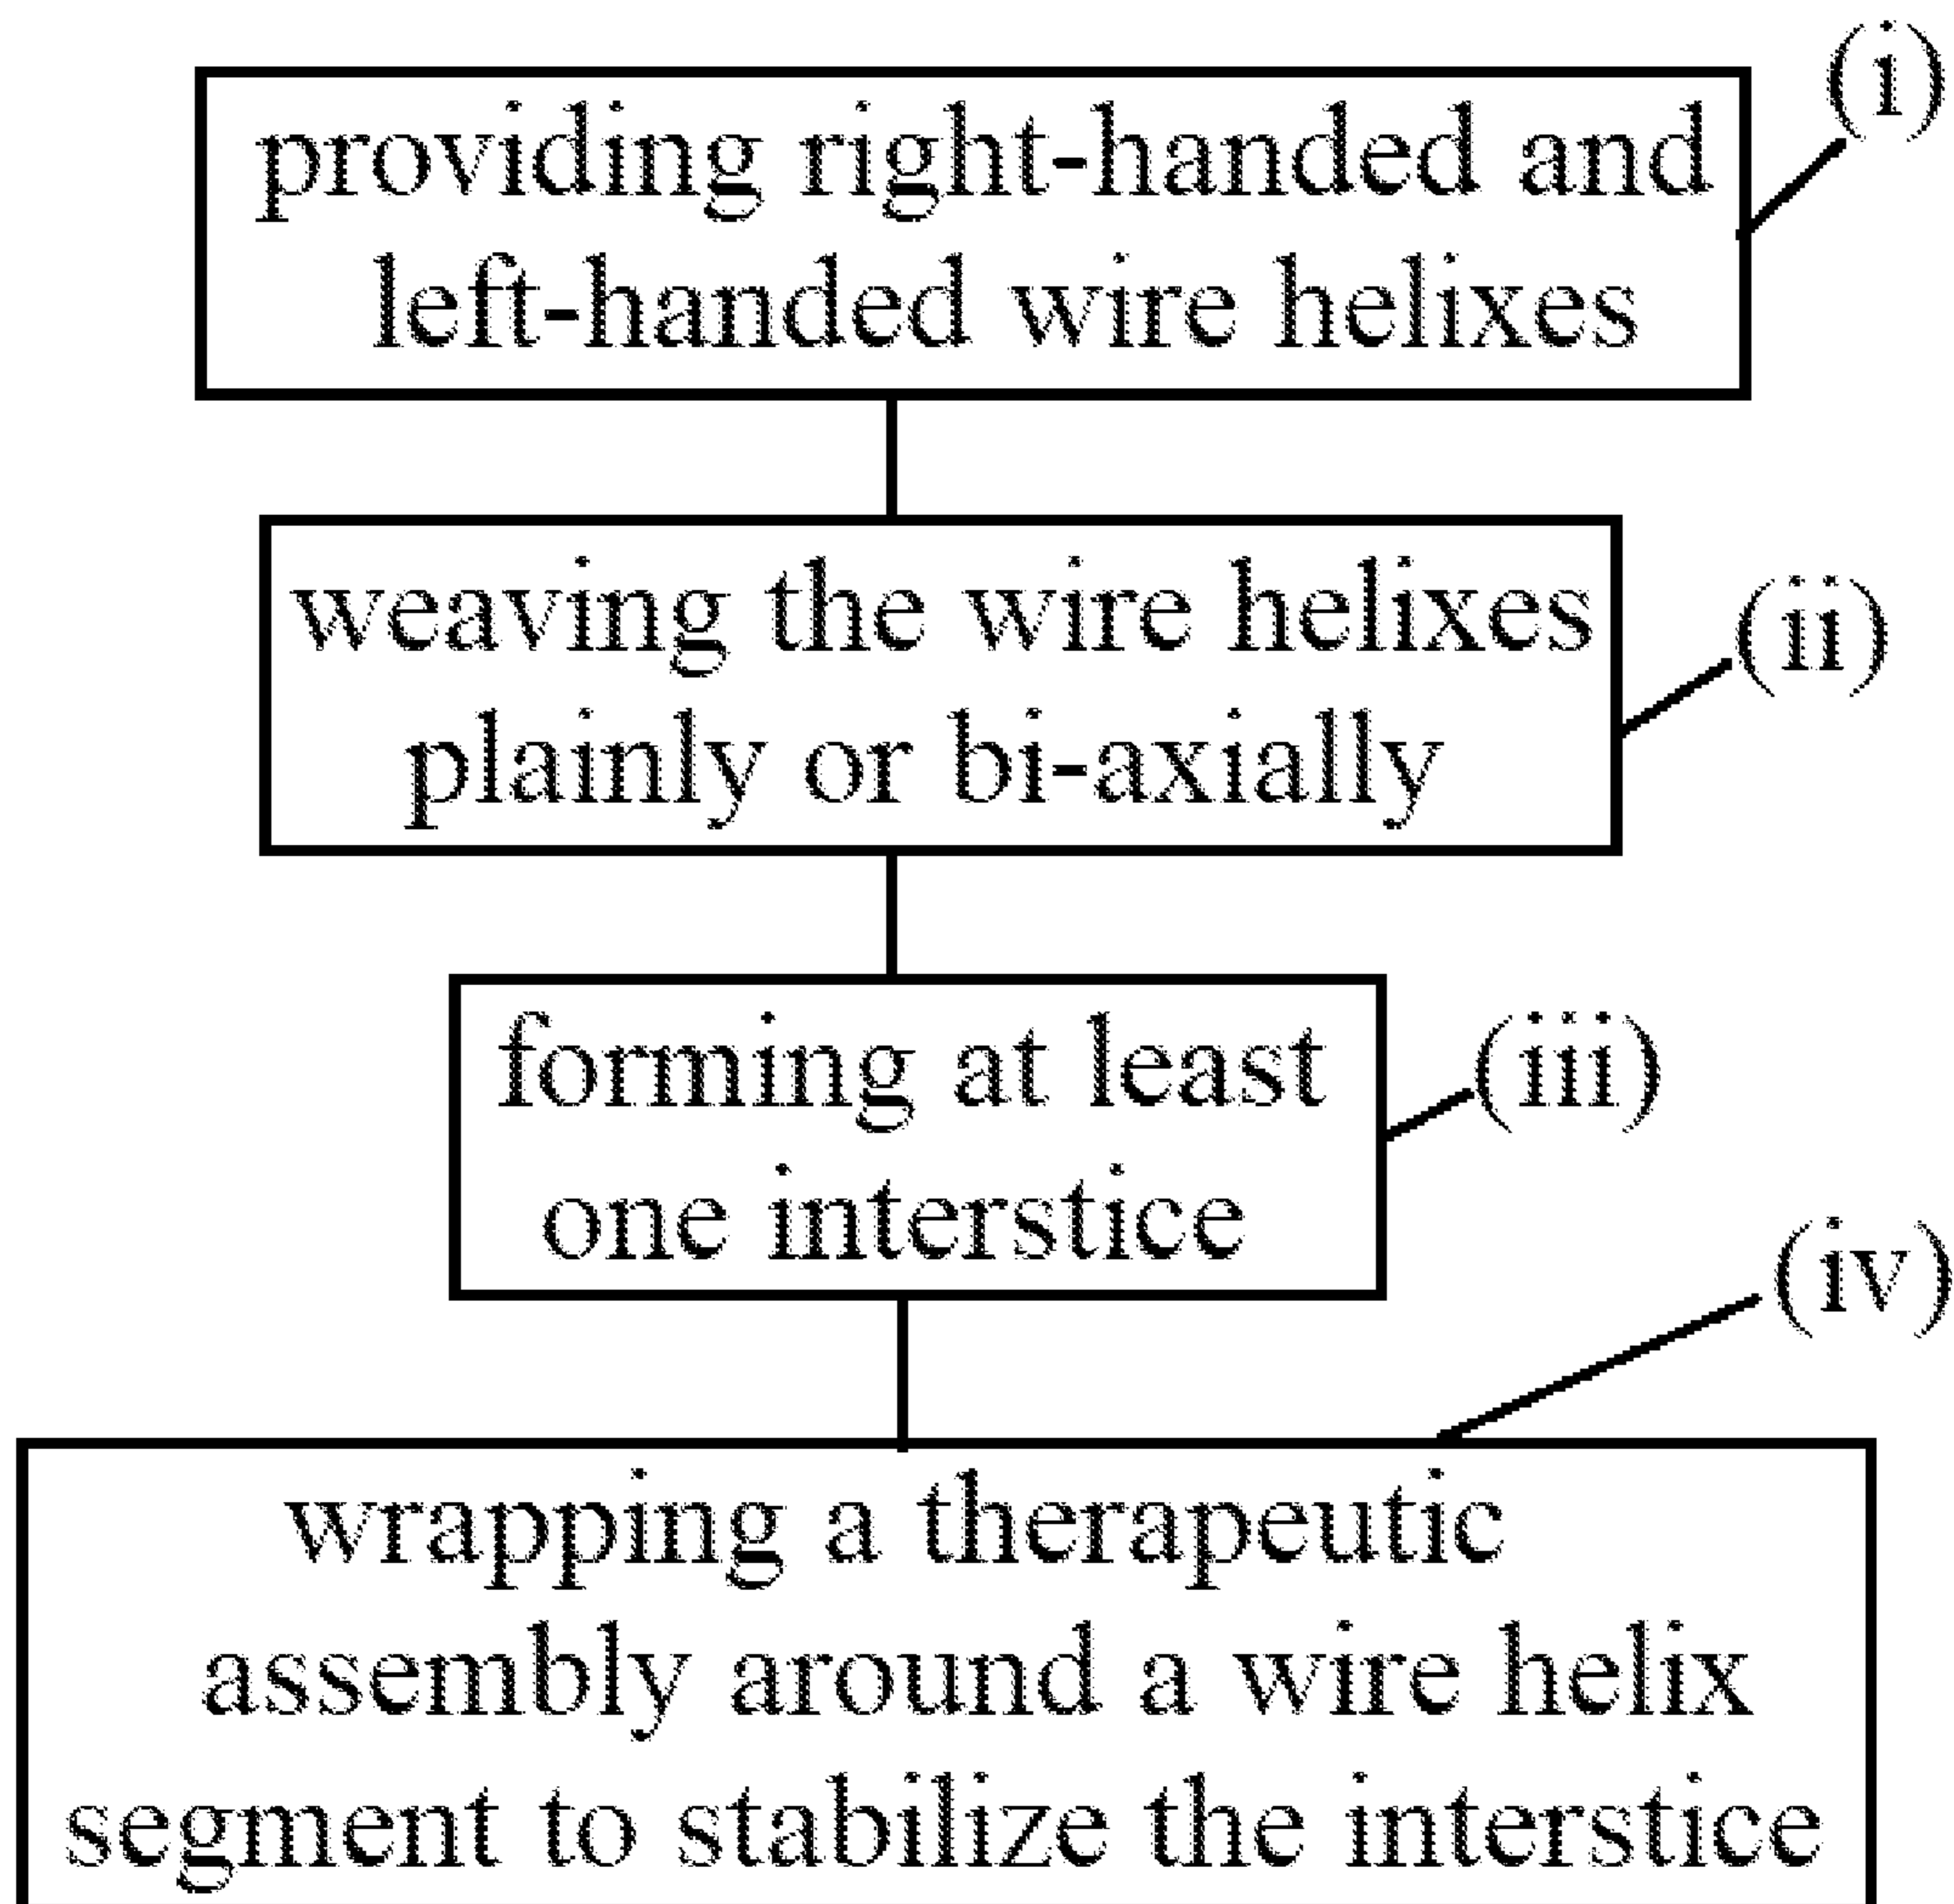 (i)
providing right-handed and
left-handed wire helixes
weaving the wire helixes
(ii)
plainly or bi-axially
forming at least
(iii)
one interstice
(iv)
wrapping a therapeutic
assembly around a wire helix
segment to stabilize the interstice